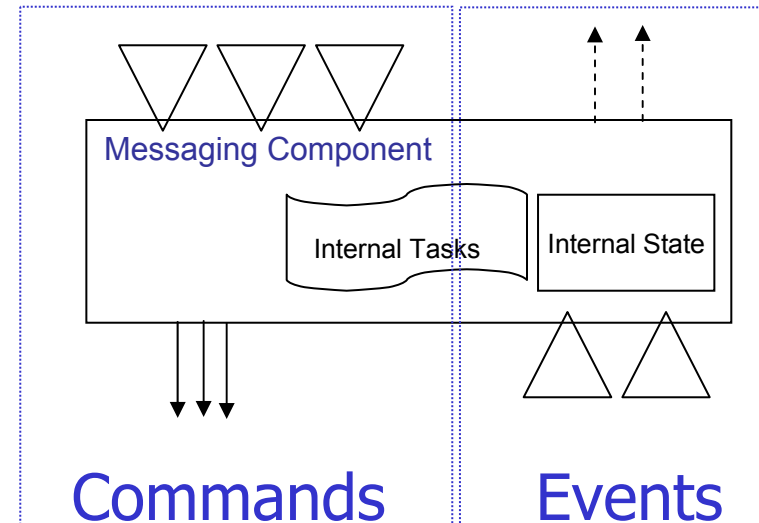 Messaging Component
Internal Tasks
Internal State
Commands
Events